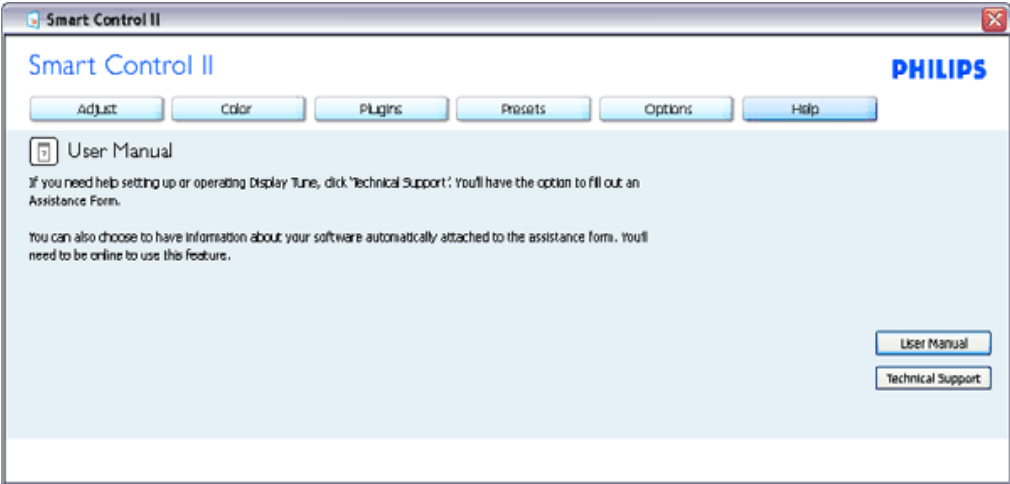 Smart Control II
Smart Control II
PHILIPS
Adjust Color Plugins Presets Options Help
User Manual
If you need help setting up or operating Display Tune, click 'Technical Support'. You'll have the option to fill out an
Assistance Form.
You can also choose to have information about your software automatically attached to the assistance form. You'll
need to be online to use this feature.
User Manual
Technical Support